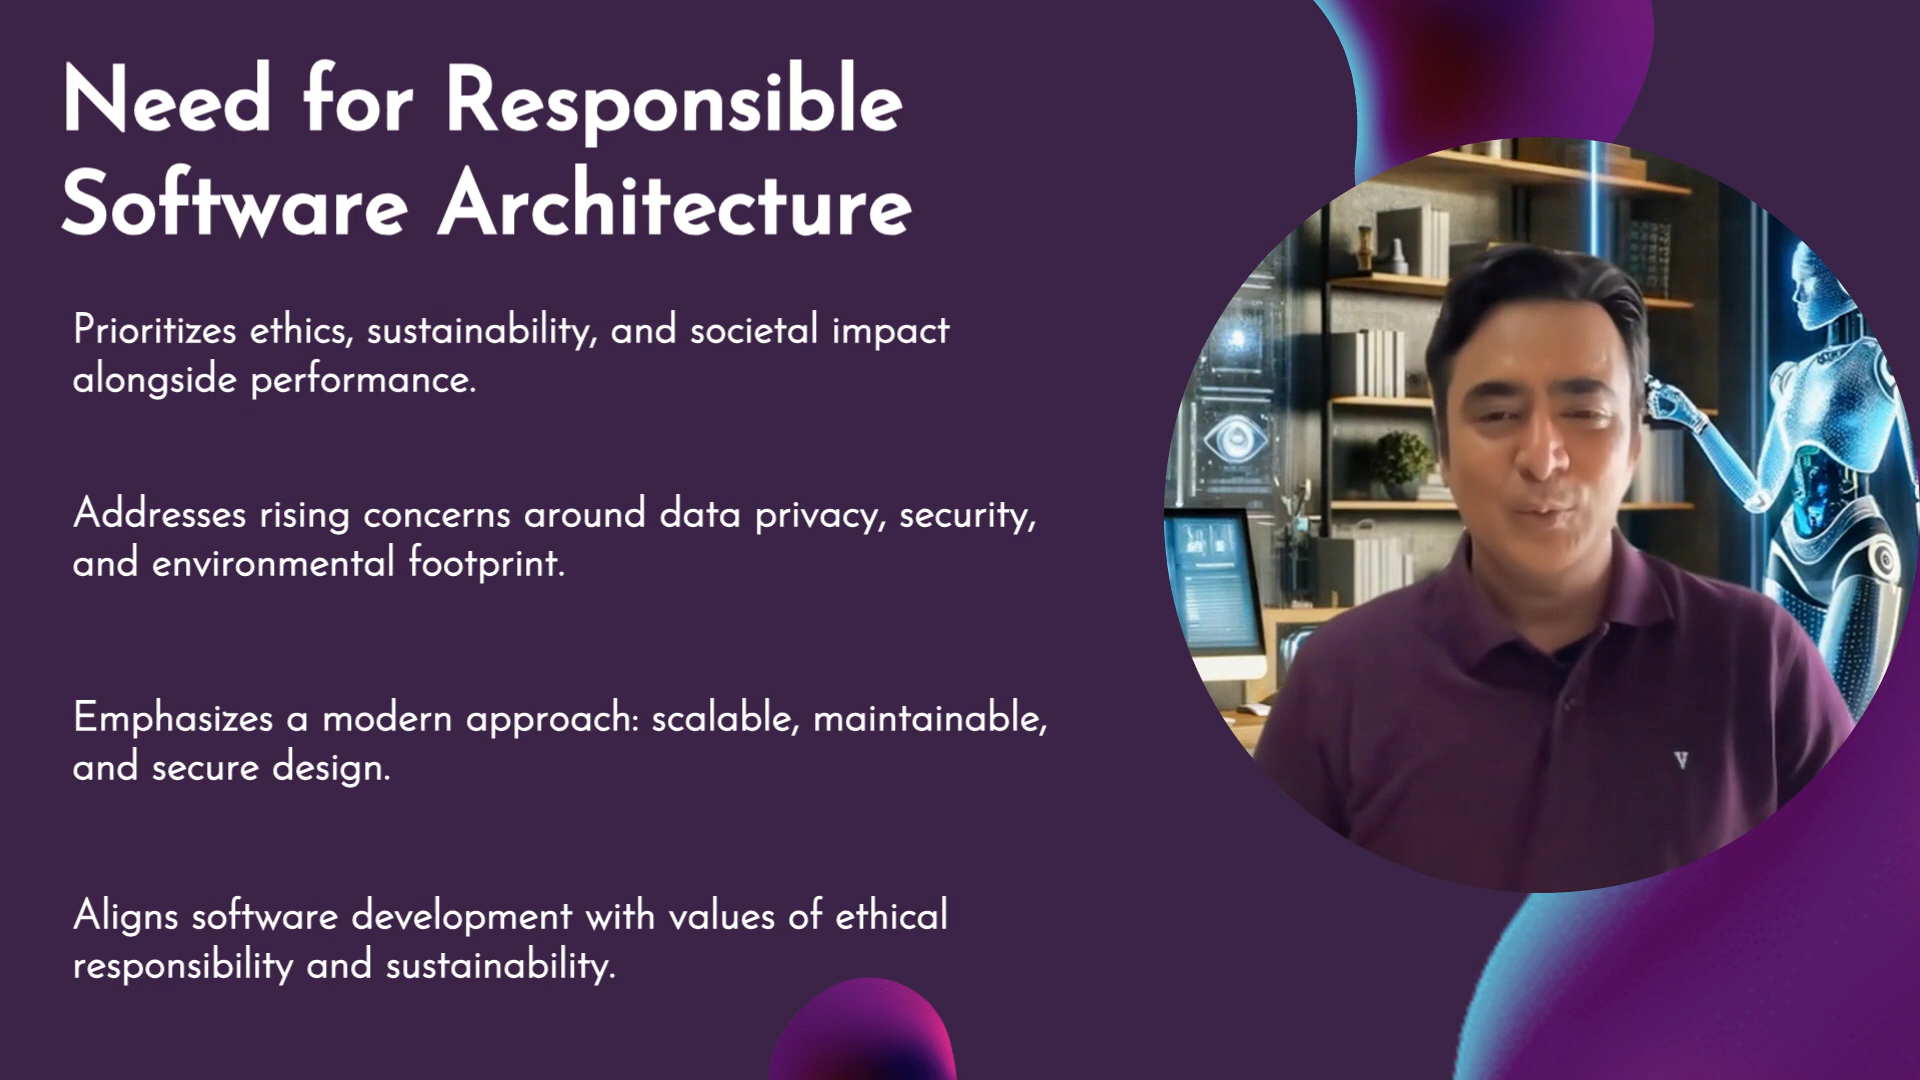 Need for Responsible
Software Architecture
Prioritizes ethics, sustainability, and societal impact
alongside performance.
Addresses rising concerns around data privacy, security,
and environmental footprint.
Emphasizes a modern approach: scalable, maintainable,
and secure design.
Aligns software development with values of ethical
responsibility and sustainability.
V